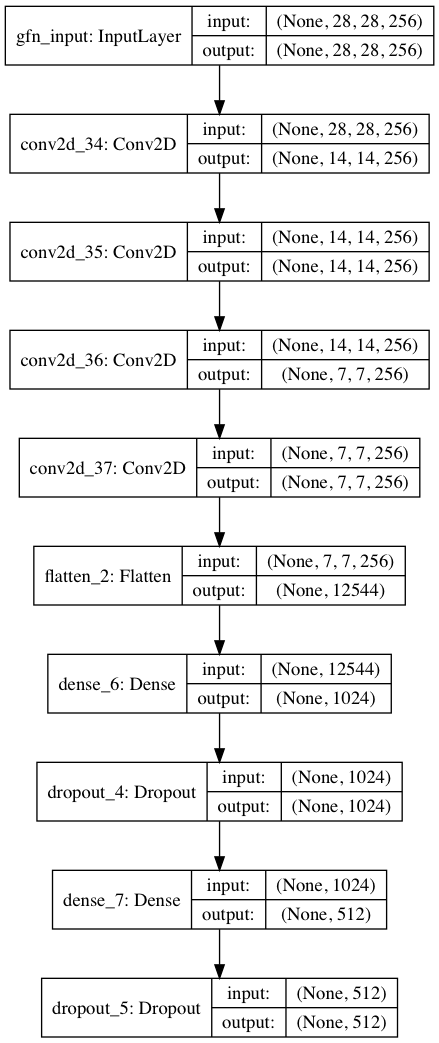 gfn_input: InputLayer
input: (None, 28, 28, 256)
output: (None, 28, 28, 256)
conv2d_34: Conv2D
input: (None, 28, 28, 256)
output: (None, 14, 14, 256)
conv2d_35: Conv2D
input: (None, 14, 14, 256)
output: (None, 14, 14, 256)
conv2d_36: Conv2D
input: (None, 14, 14, 256)
output: (None, 7, 7, 256)
conv2d_37: Conv2D
input: (None, 7, 7, 256)
output: (None, 7, 7, 256)
flatten_2: Flatten
input: (None, 7, 7, 256)
output: (None, 12544)
dense_6: Dense
input: (None, 12544)
output: (None, 1024)
dropout_4: Dropout
input: (None, 1024)
output: (None, 1024)
dense_7: Dense
input: (None, 1024)
output: (None, 512)
dropout_5: Dropout
input: (None, 512)
output: (None, 512)